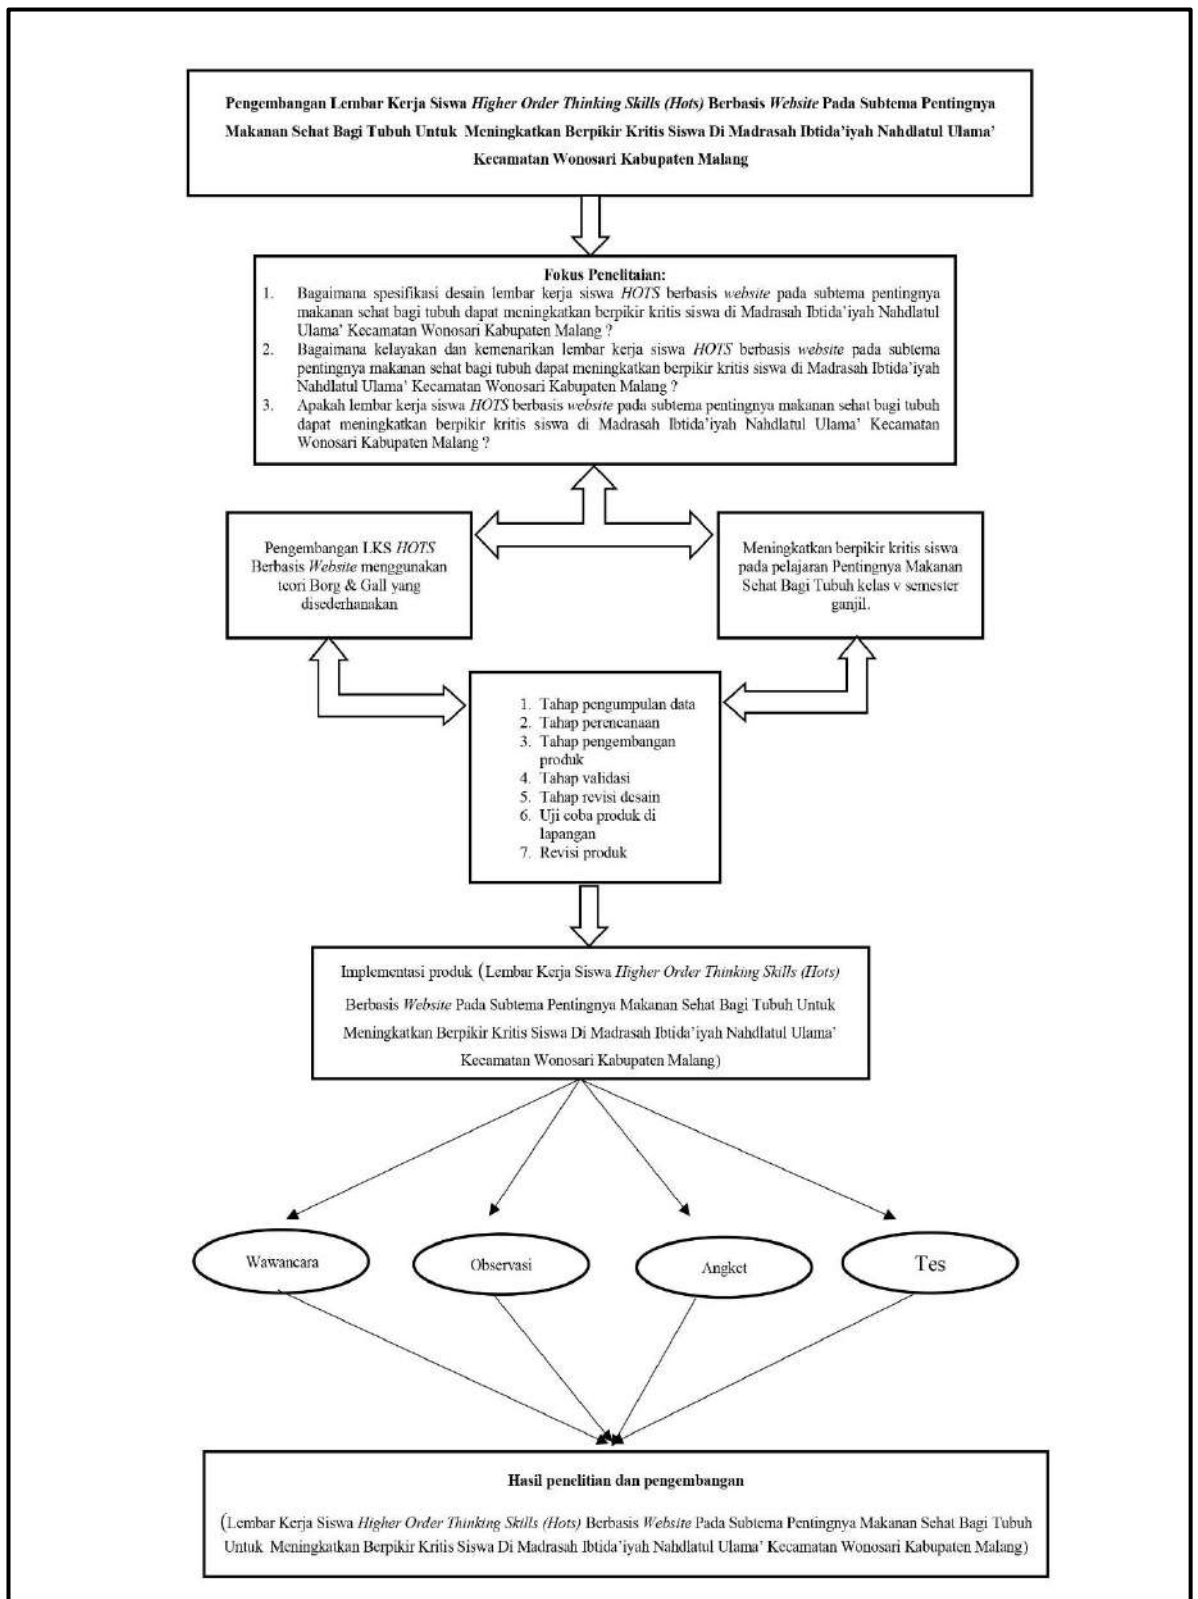 Pengembangan Lembar Kerja Siswa Higher Order Thinking Skills (Hots) Berbasis Website Pada Subtema Pentingnya
Makanan Sehat Bagi Tubuh Untuk Meningkatkan Berpikir Kritis Siswa Di Madrasah Ibtida'iyah Nahdlatul Ulama'
Kecamatan Wonosari Kabupaten Malang
Fokus Penelitaian:
1. Bagaimana spesifikasi desain lembar kerja siswa HOTS berbasis website pada subtema pentingnya
makanan sehat bagi tubuh dapat meningkatkan berpikir kritis siswa di Madrasah Ibtida'iyah Nahdlatul
Ulama' Kecamatan Wonosari Kabupaten Malang ?
2. Bagaimana kelayakan dan kemenarikan lembar kerja siswa HOTS berbasis website pada subtema
pentingnya makanan sehat bagi tubuh dapat meningkatkan berpikir kritis siswa di Madrasah Ibtida'iyah
Nahdlatul Ulama' Kecamatan Wonosari Kabupaten Malang ?
3. Apakah lembar kerja siswa HOTS berbasis website pada subtema pentingnya makanan sehat bagi tubuh
dapat meningkatkan berpikir kritis siswa di Madrasah Ibtida'iyah Nahdlatul Ulama' Kecamatan
Wonosari Kabupaten Malang ?
Pengembangan LKS HOTS
Berbasis Website menggunakan
teori Borg & Gall yang
disederhanakan
Meningkatkan berpikir kritis siswa
pada pelajaran Pentingnya Makanan
Sehat Bagi Tubuh kelas v semester
ganjil.
1. Tahap pengumpulan data
2. Tahap perencanaan
3. Tahap pengembangan
produk
4. Tahap validasi
5. Tahap revisi desain
6. Uji coba produk di
lapangan
7. Revisi produk
Implementasi produk (Lembar Kerja Siswa Higher Order Thinking Skills (Hots)
Berbasis Website Pada Subtema Pentingnya Makanan Sehat Bagi Tubuh Untuk
Meningkatkan Berpikir Kritis Siswa Di Madrasah Ibtida'iyah Nahdlatul Ulama'
Kecamatan Wonosari Kabupaten Malang)
Wawancara
Observasi
Angket
Tes
Hasil penelitian dan pengembangan
(Lembar Kerja Siswa Higher Order Thinking Skills (Hots) Berbasis Website Pada Subtema Pentingnya Makanan Sehat Bagi Tubuh
Untuk Meningkatkan Berpikir Kritis Siswa Di Madrasah Ibtida'iyah Nahdlatul Ulama' Kecamatan Wonosari Kabupaten Malang)